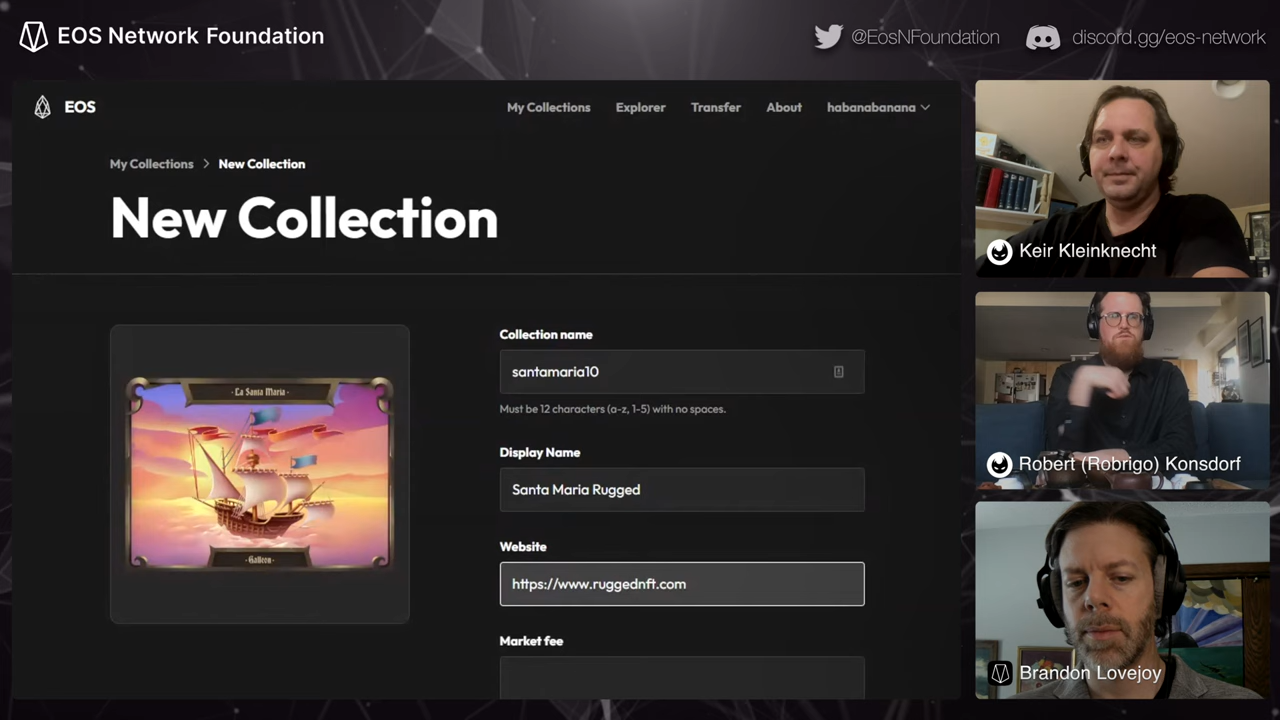 EOS Network Foundation
@EosNFoundation
discord.gg/eos-network
EOS
My Collections
Explorer
Transfer
About
habanabanana
My Collections > New Collection
New Collection
· La Santa Maria ·
· Galleon ·
Collection name
santamaria10
Must be 12 characters (a-z, 1-5) with no spaces.
Display Name
Santa Maria Rugged
Website
https://www.ruggednft.com
Market fee
Keir Kleinknecht
Robert (Robrigo) Konsdorf
Brandon Lovejoy